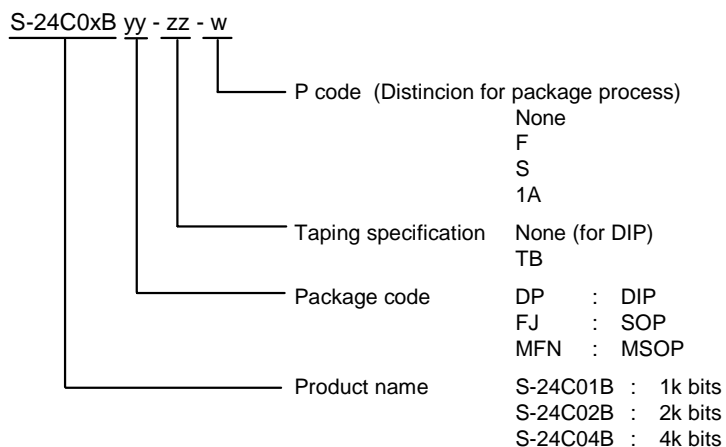 S-24C0xB yy - zz - w
P code (Distincion for package process)
None
F
S
1A
Taping specification None (for DIP)
TB
Package code DP : DIP
FJ : SOP
MFN : MSOP
Product name S-24C01B : 1k bits
S-24C02B : 2k bits
S-24C04B : 4k bits